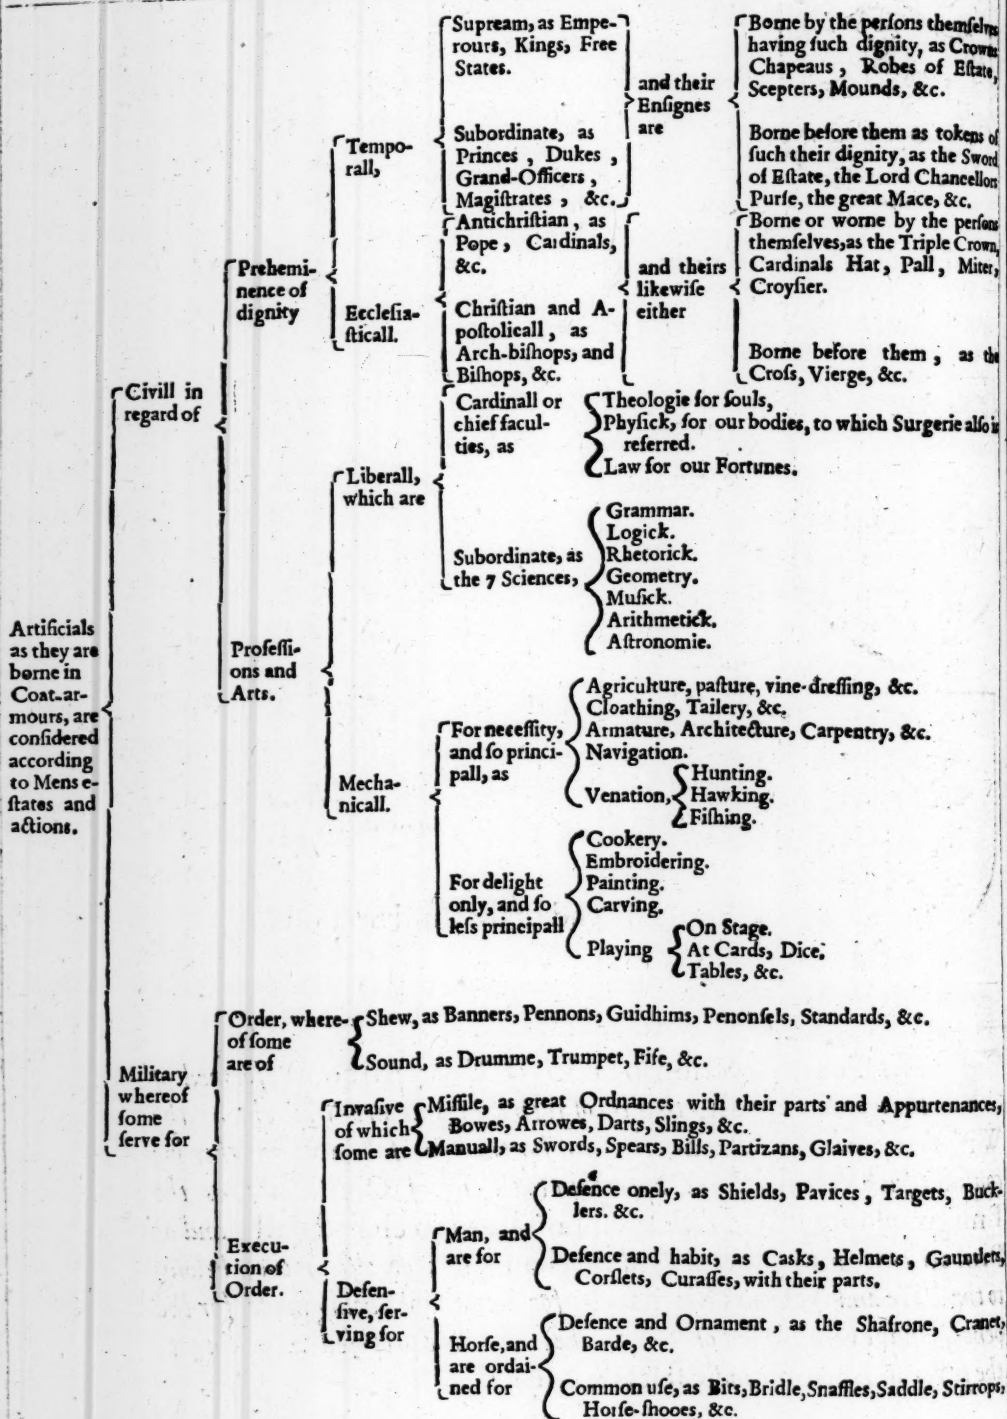 Supream, as Empe-
rours, Kings, Free
States.
Subordinate, as
Princes, Dukes,
Grand-Officers,
Magiſtrates, &c.
and their
Enſignes
are
Borne by the perſons themſelves
having ſuch dignity, as Crownes
Chapeaus, Robes of Eſtate,
Scepters, Mounds, &c.
Borne before them as tokens of
ſuch their dignity, as the Sword
of Eſtate, the Lord Chancellors
Purſe, the great Mace, &c.
Tempo-
rall,
Antichriſtian, as
Pope, Cardinals,
&c.
Chriſtian and A-
poſtolicall, as
Arch-biſhops, and
Biſhops, &c.
and theirs
likewiſe
either
Borne or worne by the perſons
themſelves, as the Triple Crown,
Cardinals Hat, Pall, Miter,
Croyſier.
Borne before them, as the
Croſs, Vierge, &c.
Eccleſia-
ſticall.
Prehemi-
nence of
dignity
Civill in
regard of
Cardinall or
chief facul-
ties, as
Theologie for ſouls,
Phyſick, for our bodies, to which Surgerie alſo is
referred.
Law for our Fortunes.
Liberall,
which are
Subordinate, as
the 7 Sciences,
Grammar.
Logick.
Rhetorick.
Geometry.
Muſick.
Arithmetick.
Aſtronomie.
Profeſſi-
ons and
Arts.
Artificials
as they are
borne in
Coat-ar-
mours, are
conſidered
according
to Mens e-
ſtates and
actions.
Mecha-
nicall.
For neceſſity,
and ſo princi-
pall, as
Agriculture, paſture, vine-dreſſing, &c.
Cloathing, Tailery, &c.
Armature, Architecture, Carpentry, &c.
Navigation.
Venation,
Hunting.
Hawking.
Fiſhing.
For delight
only, and ſo
leſs principall
Cookery.
Embroidering.
Painting.
Carving.
Playing
On Stage.
At Cards, Dice.
Tables, &c.
Military
whereof
ſome
ſerve for
Order, where-
of ſome
are of
Shew, as Banners, Pennons, Guidhims, Penonſels, Standards, &c.
Sound, as Drumme, Trumpet, Fife, &c.
Execu-
tion of
Order.
Invaſive
of which
ſome are
Miſſile, as great Ordnances with their parts and Appurtenances,
Bowes, Arrowes, Darts, Slings, &c.
Manuall, as Swords, Spears, Bills, Partizans, Glaives, &c.
Defen-
ſive, ſer-
ving for
Man, and
are for
Defence onely, as Shields, Pavices, Targets, Buck-
lers. &c.
Defence and habit, as Casks, Helmets, Gauntlets,
Corſlets, Curaſſes, with their parts.
Horſe, and
are ordai-
ned for
Defence and Ornament, as the Shafrone, Cranet,
Barde, &c.
Common uſe, as Bits, Bridle, Snaffles, Saddle, Stirrops,
Horſe-ſhooes, &c.